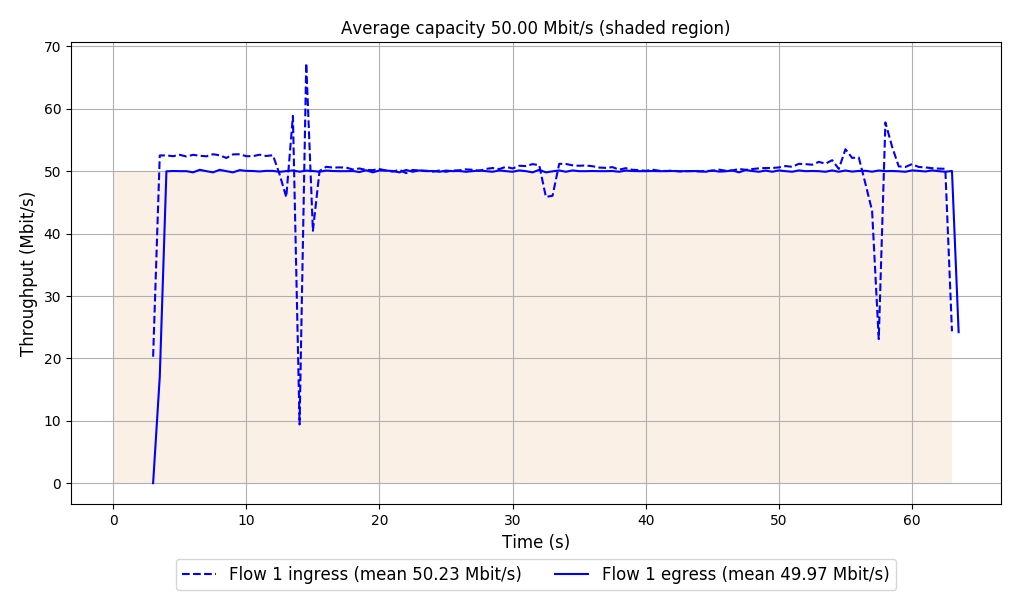 Average capacity 50.00 Mbit/s (shaded region)
Throughput (Mbit/s)
70
60
50
40
30
20
10
0
0 10 20 30 40 50 60
Time (s)
Flow 1 ingress (mean 50.23 Mbit/s) Flow 1 egress (mean 49.97 Mbit/s)